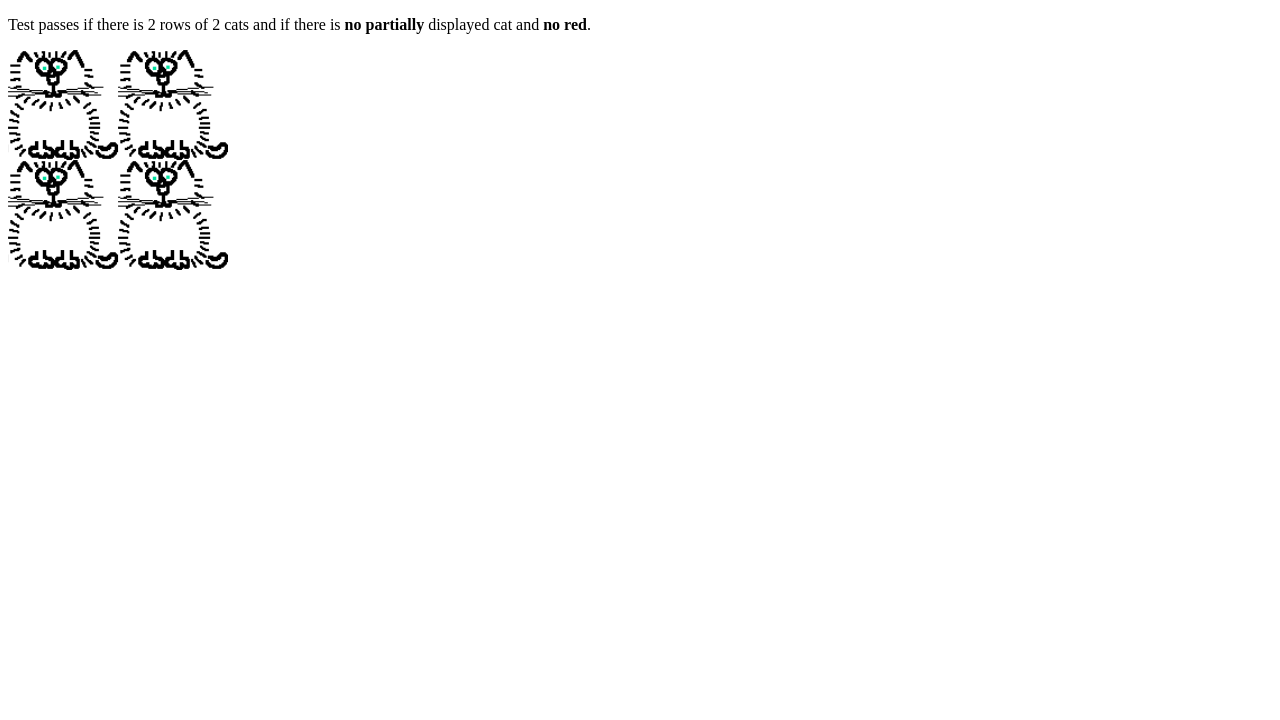 Test passes if there is 2 rows of 2 cats and if there is no partially displayed cat and no red.